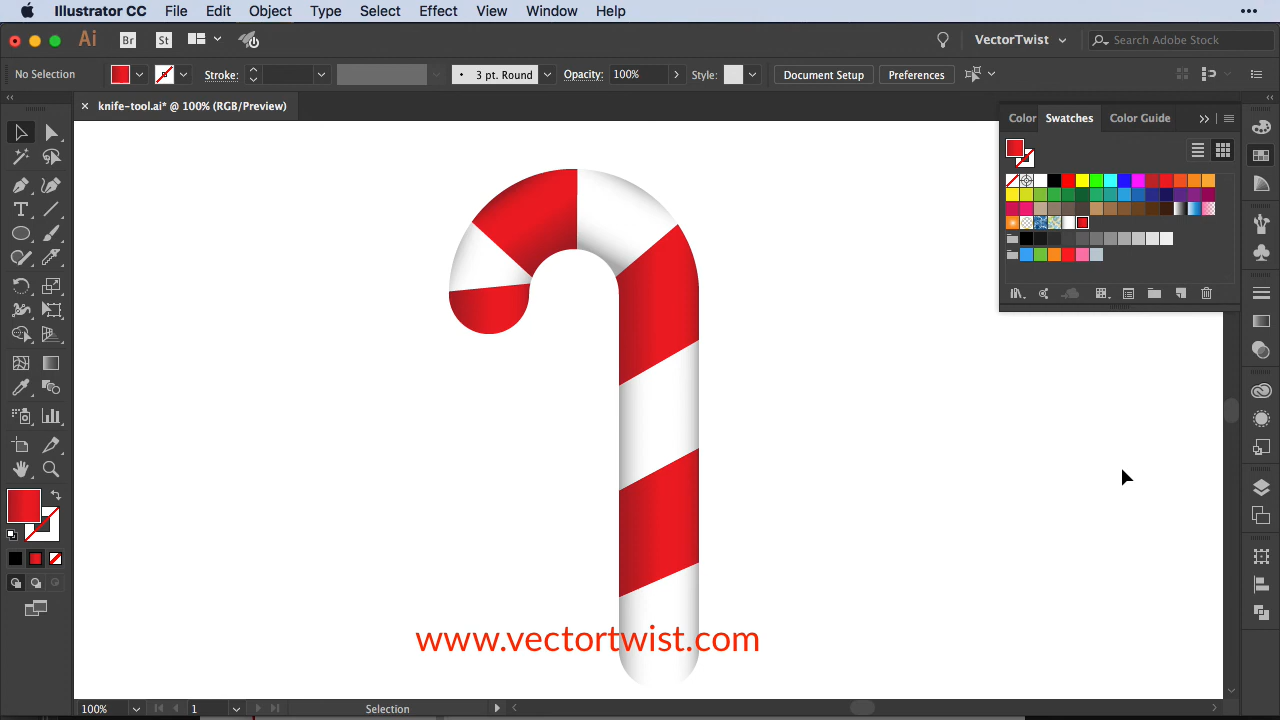 Illustrator CC File Edit Object Type Select Effect View Window Help
Ai Br St VectorTwist Search Adobe Stock
No Selection Stroke: 3 pt. Round Opacity: 100% Style: Document Setup Preferences
× knife-tool.ai* @ 100% (RGB/Preview)
Color Swatches Color Guide
www.vectortwist.com
100% 1 Selection